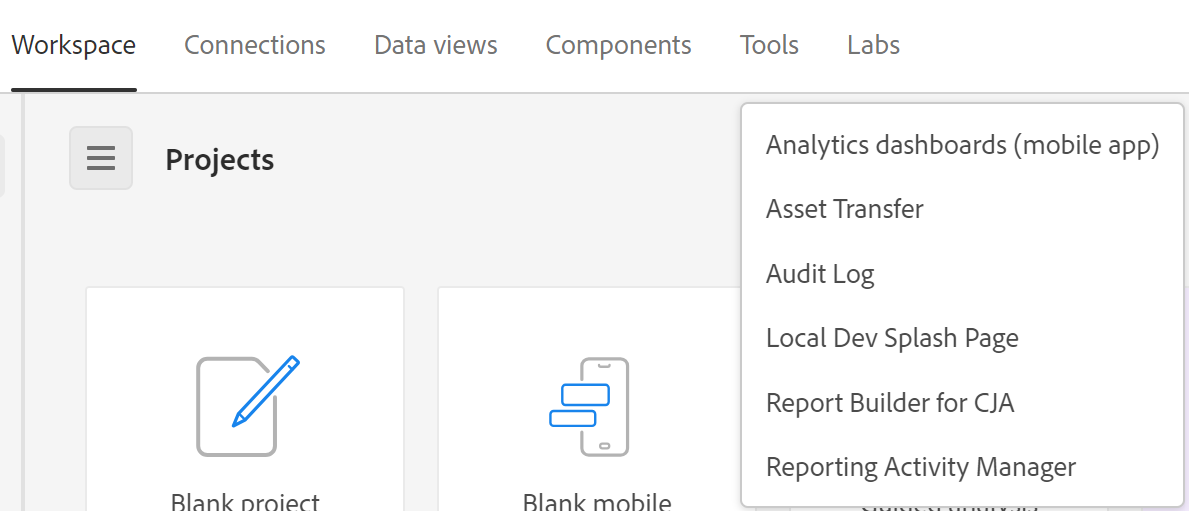 Workspace Connections Data views Components Tools Labs
Projects
Analytics dashboards (mobile app)
Asset Transfer
Audit Log
Local Dev Splash Page
Report Builder for CJA
Reporting Activity Manager
Blank project
Blank mobile